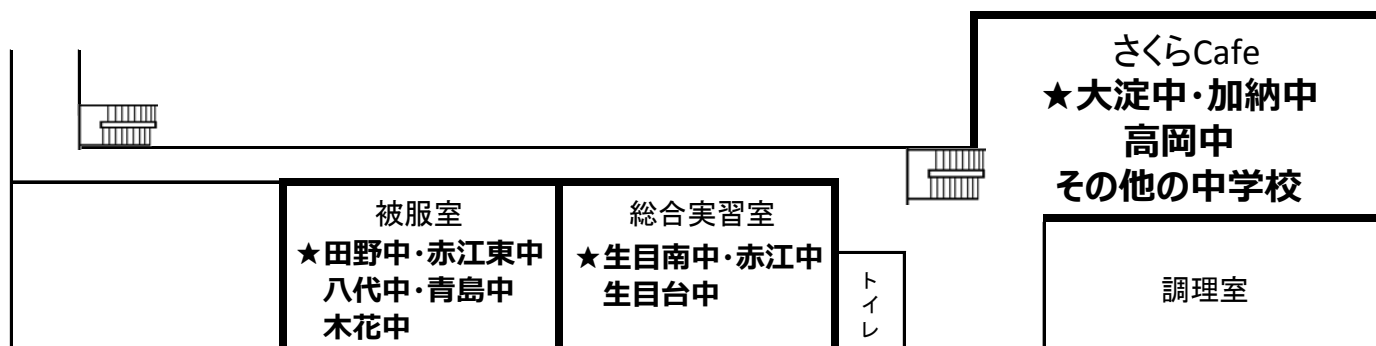 さくらCafe
★大淀中・加納中
高岡中
その他の中学校
被服室
★田野中・赤江東中
八代中・青島中
木花中
総合実習室
★生目南中・赤江中
生目台中
トイレ
調理室